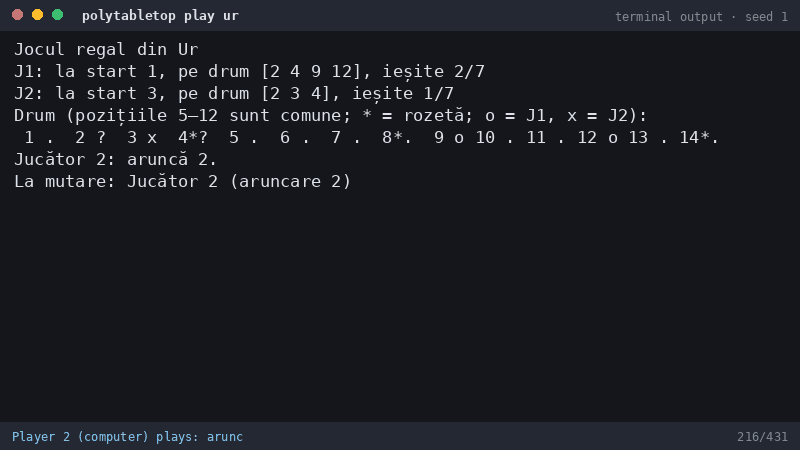 polytabletop play ur
terminal output · seed 1
Jocul regal din Ur
J1: la start 1, pe drum [2 4 9 12], ieșite 2/7
J2: la start 3, pe drum [2 3 4], ieșite 1/7
Drum (pozițiile 5–12 sunt comune; * = rozetă; o = J1, x = J2):
1 .  2 ?  3 x  4*?  5 .  6 .  7 .  8*.  9 o 10 . 11 . 12 o 13 . 14*.
Jucător 2: aruncă 2.
La mutare: Jucător 2 (aruncare 2)
Player 2 (computer) plays: arunc
216/431